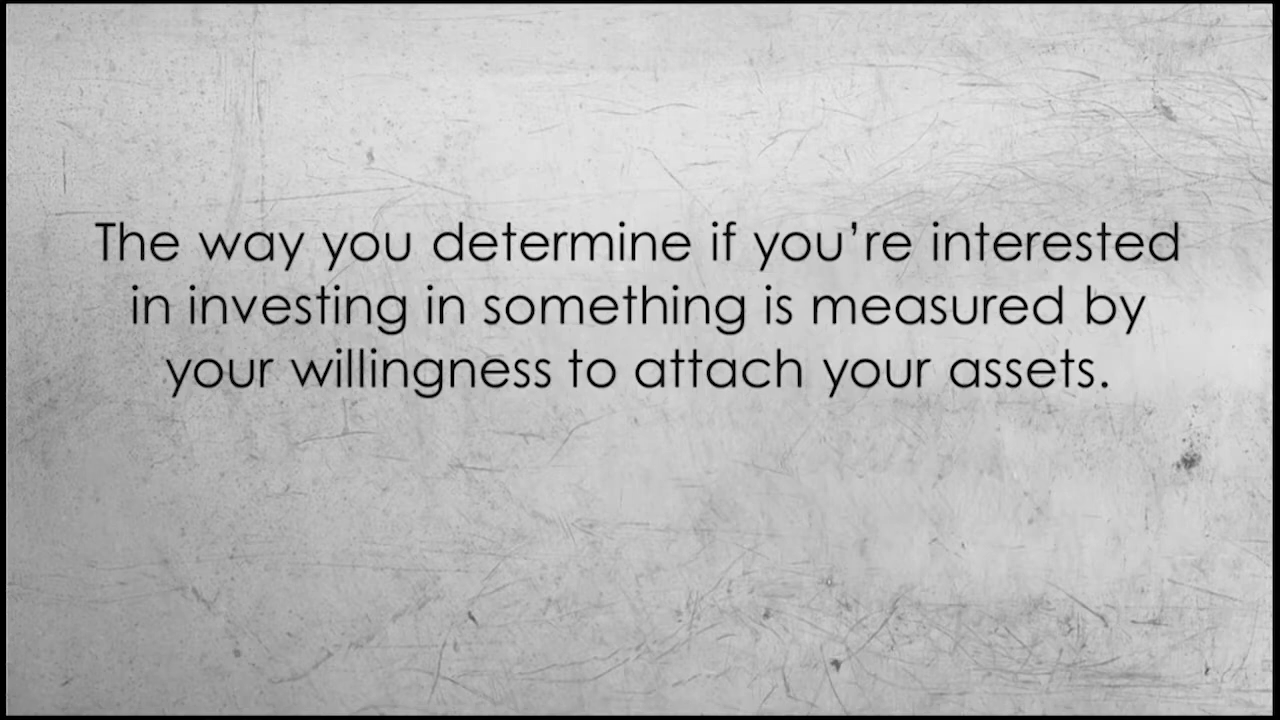 The way you determine if you’re interested
in investing in something is measured by
your willingness to attach your assets.